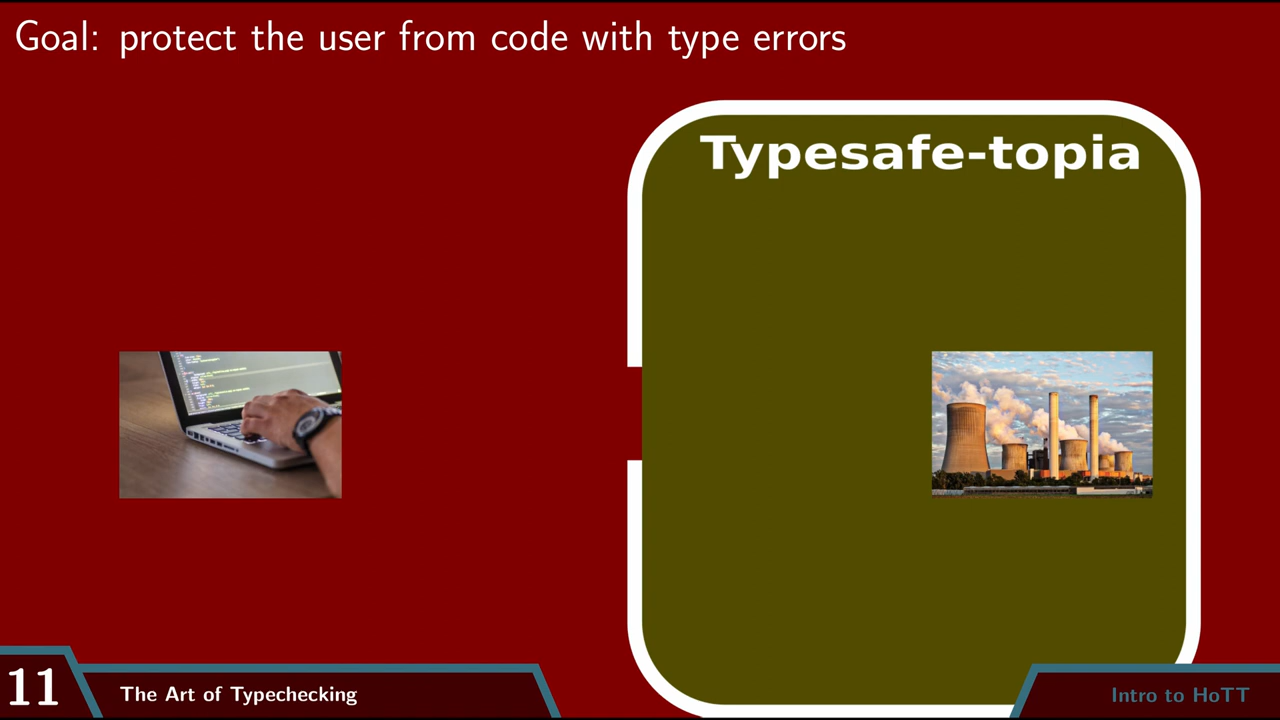 Goal: protect the user from code with type errors
Typesafe-topia
11
The Art of Typechecking
Intro to HoTT